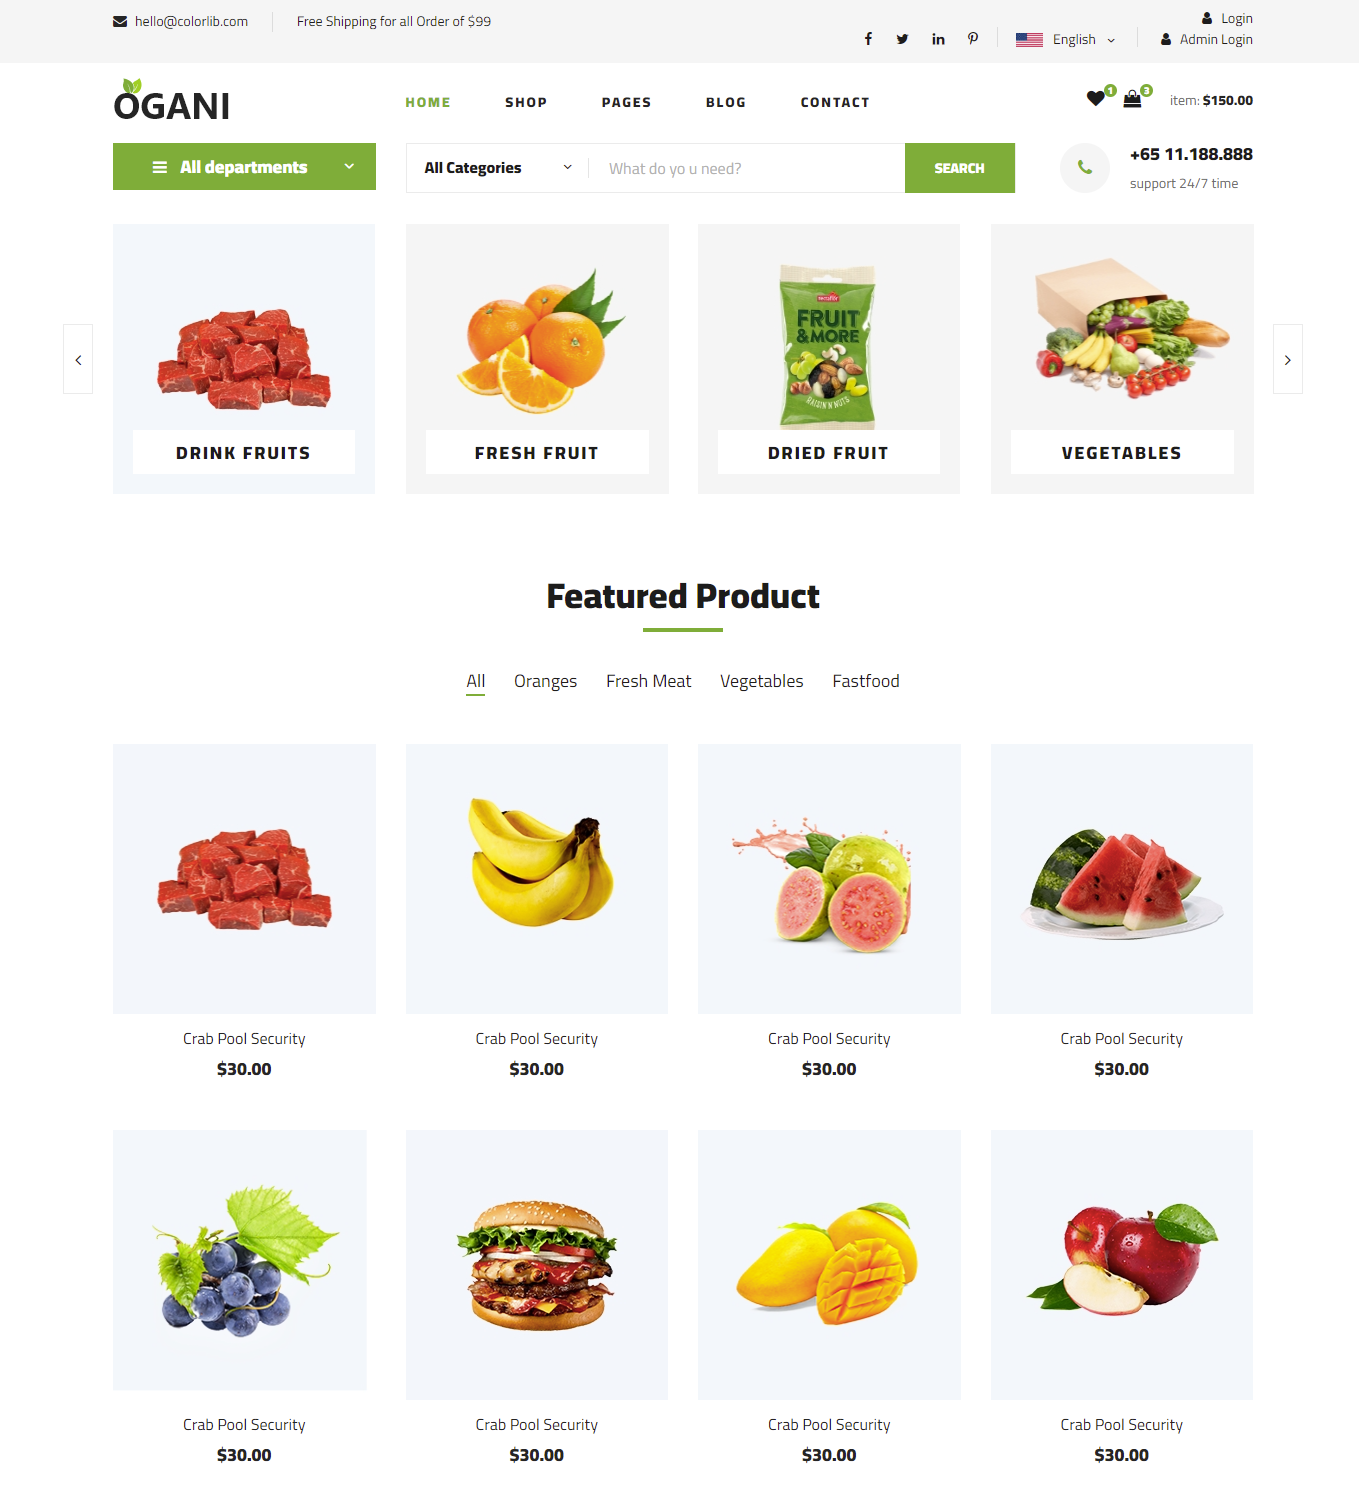 hello@colorlib.com
Free Shipping for all Order of $99
Login
English
Admin Login
OGANI
HOME SHOP PAGES BLOG CONTACT
1
3
item: $150.00
All departments
All Categories
What do yo u need?
SEARCH
+65 11.188.888
support 24/7 time
FRUIT
&MORE
RAISIN N NUTS
DRINK FRUITS
FRESH FRUIT
DRIED FRUIT
VEGETABLES
Featured Product
All Oranges Fresh Meat Vegetables Fastfood
Crab Pool Security
$30.00
Crab Pool Security
$30.00
Crab Pool Security
$30.00
Crab Pool Security
$30.00
Crab Pool Security
$30.00
Crab Pool Security
$30.00
Crab Pool Security
$30.00
Crab Pool Security
$30.00